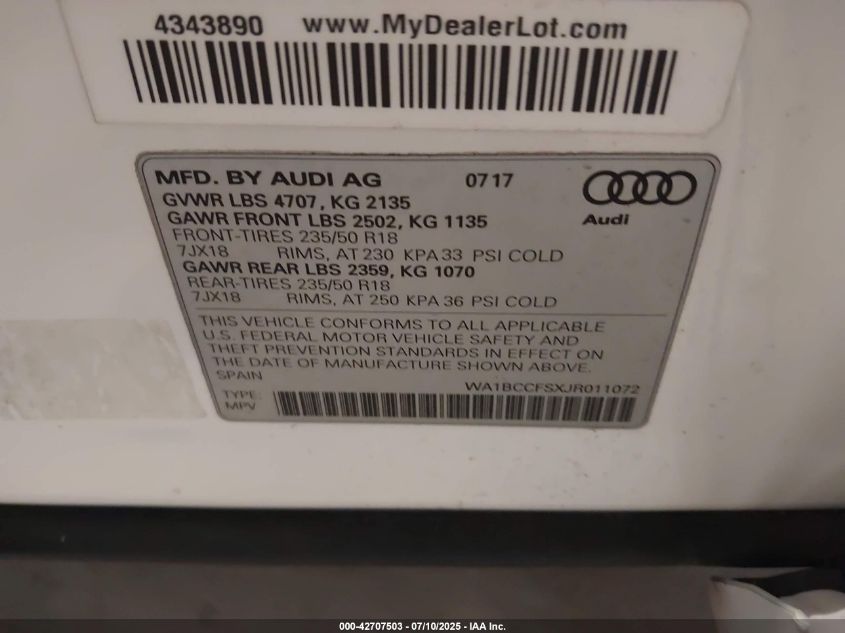 4343890 www.MyDealerLot.com
MFD. BY AUDI AG 0717
GVWR LBS 4707, KG 2135
GAWR FRONT LBS 2502, KG 1135
FRONT-TIRES 235/50 R18
7JX18 RIMS, AT 230 KPA 33 PSI COLD
GAWR REAR LBS 2359, KG 1070
REAR-TIRES 235/50 R18
7JX18 RIMS, AT 250 KPA 36 PSI COLD
Audi
THIS VEHICLE CONFORMS TO ALL APPLICABLE
U.S. FEDERAL MOTOR VEHICLE SAFETY AND
THEFT PREVENTION STANDARDS IN EFFECT ON
THE DATE OF MANUFACTURE SHOWN ABOVE.
SPAIN
WA1BCCFSXJR011072
TYPE:
MPV
000-42707503 - 07/10/2025 - IAA Inc.